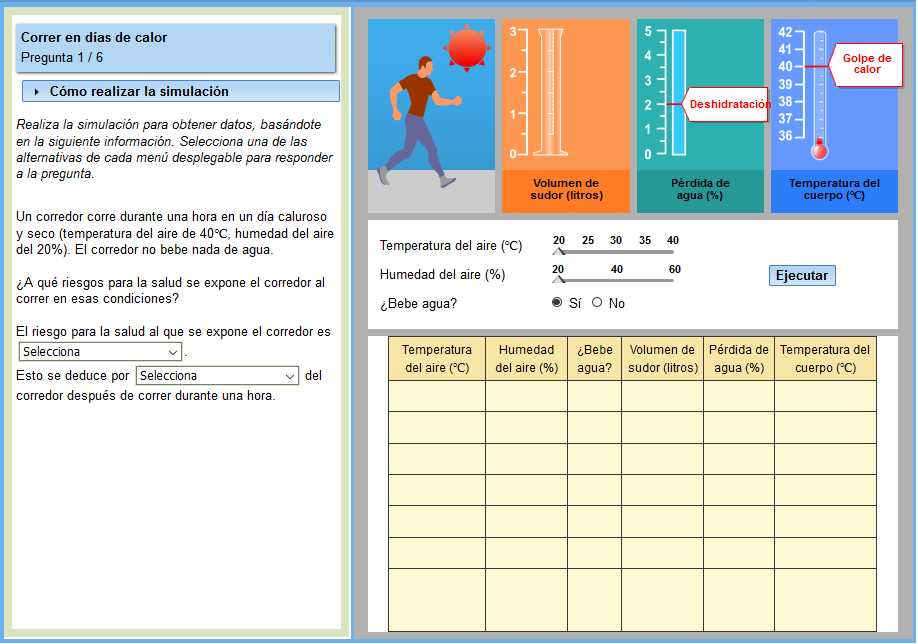 Correr en días de calor
Pregunta 1 / 6
Cómo realizar la simulación
Realiza la simulación para obtener datos, basándote
en la siguiente información. Selecciona una de las
alternativas de cada menú desplegable para responder
a la pregunta.
Un corredor corre durante una hora en un día caluroso
y seco (temperatura del aire de 40℃, humedad del aire
del 20%). El corredor no bebe nada de agua.
¿A qué riesgos para la salud se expone el corredor al
correr en esas condiciones?
El riesgo para la salud al que se expone el corredor es
Selecciona .
Esto se deduce por Selecciona del
corredor después de correr durante una hora.
3
2
1
0
Volumen de
sudor (litros)
5
4
3
2
1
0
Deshidratación
Pérdida de
agua (%)
42
41
40
39
38
37
36
Golpe de
calor
Temperatura del
cuerpo (℃)
Temperatura del aire (℃) 20 25 30 35 40
Humedad del aire (%) 20 40 60
¿Bebe agua? Sí No
Ejecutar
Temperatura del aire (℃) Humedad del aire (%) ¿Bebe agua? Volumen de sudor (litros) Pérdida de agua (%) Temperatura del cuerpo (℃)